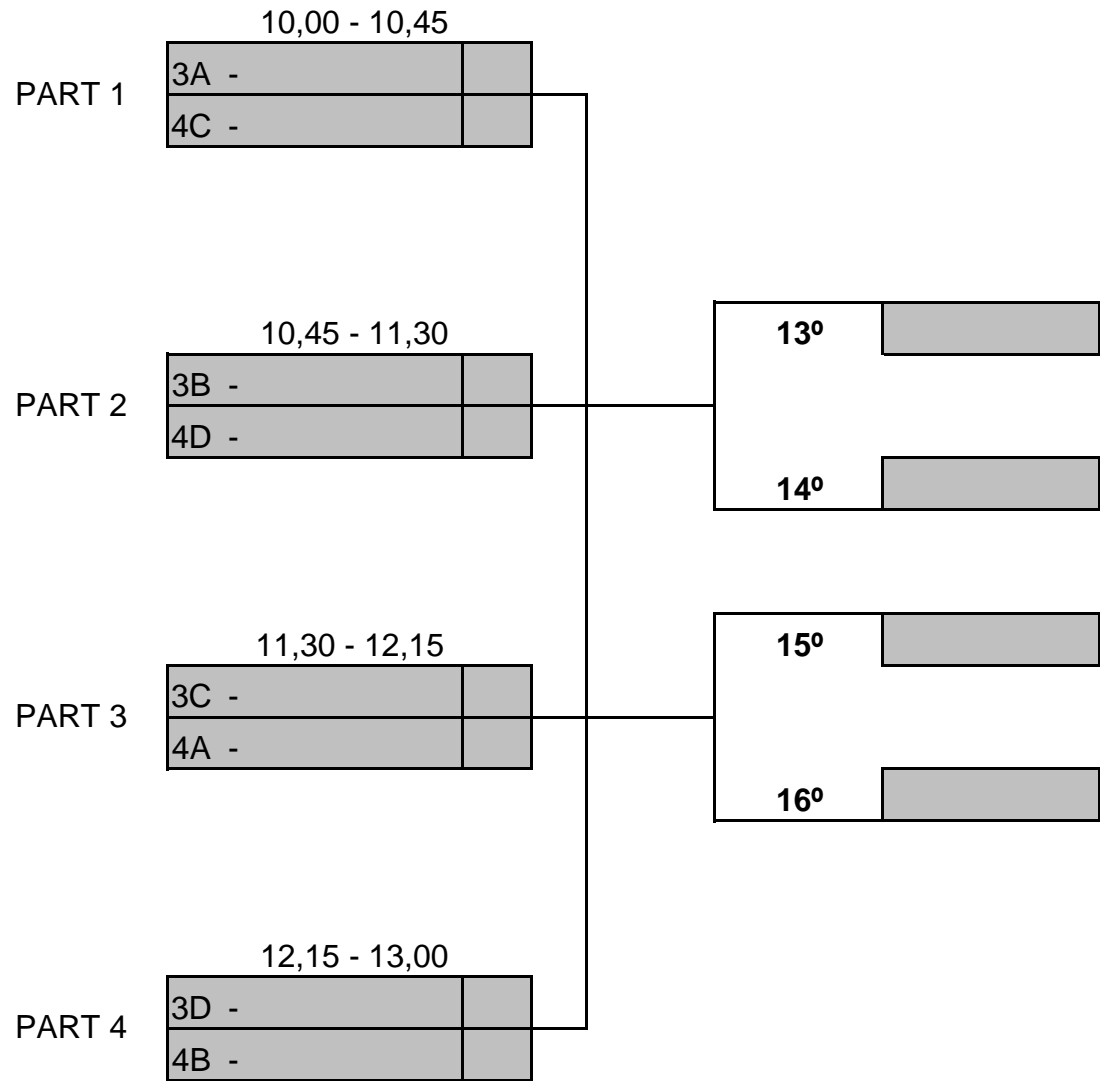 10,00 - 10,45
PART 1
3A -
4C -
10,45 - 11,30
PART 2
3B -
4D -
13º
14º
11,30 - 12,15
PART 3
3C -
4A -
15º
16º
12,15 - 13,00
PART 4
3D -
4B -